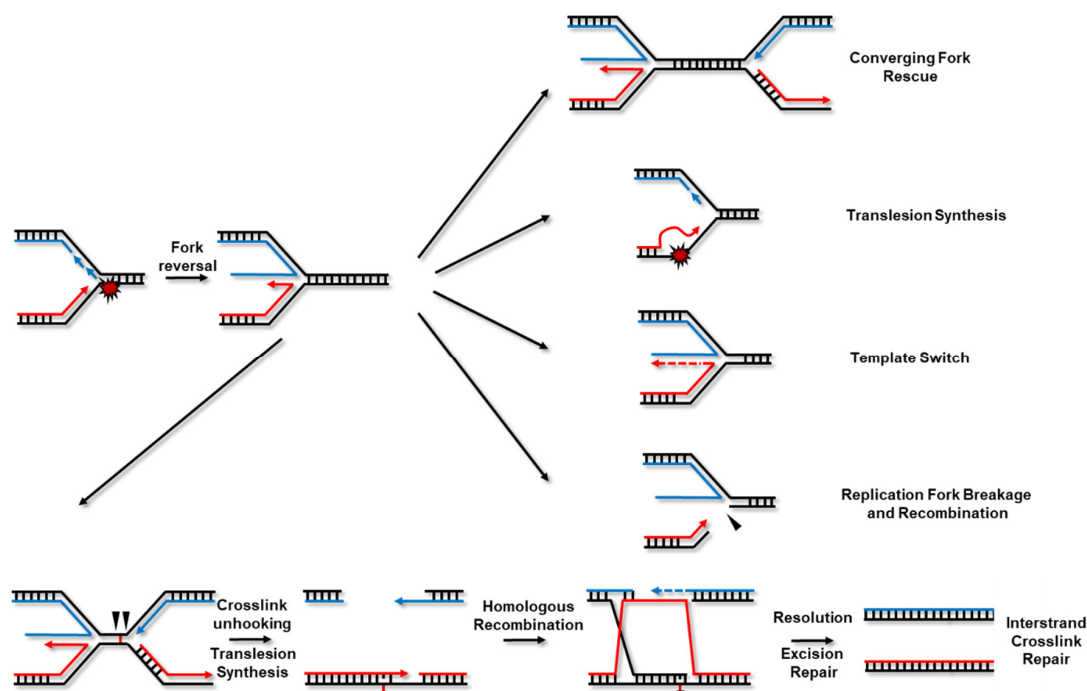 Converging Fork
Rescue
Translesion Synthesis
Fork
reversal
Template Switch
Replication Fork Breakage
and Recombination
Crosslink
unhooking
Translesion
Synthesis
Homologous
Recombination
Resolution
Excision
Repair
Interstrand
Crosslink
Repair